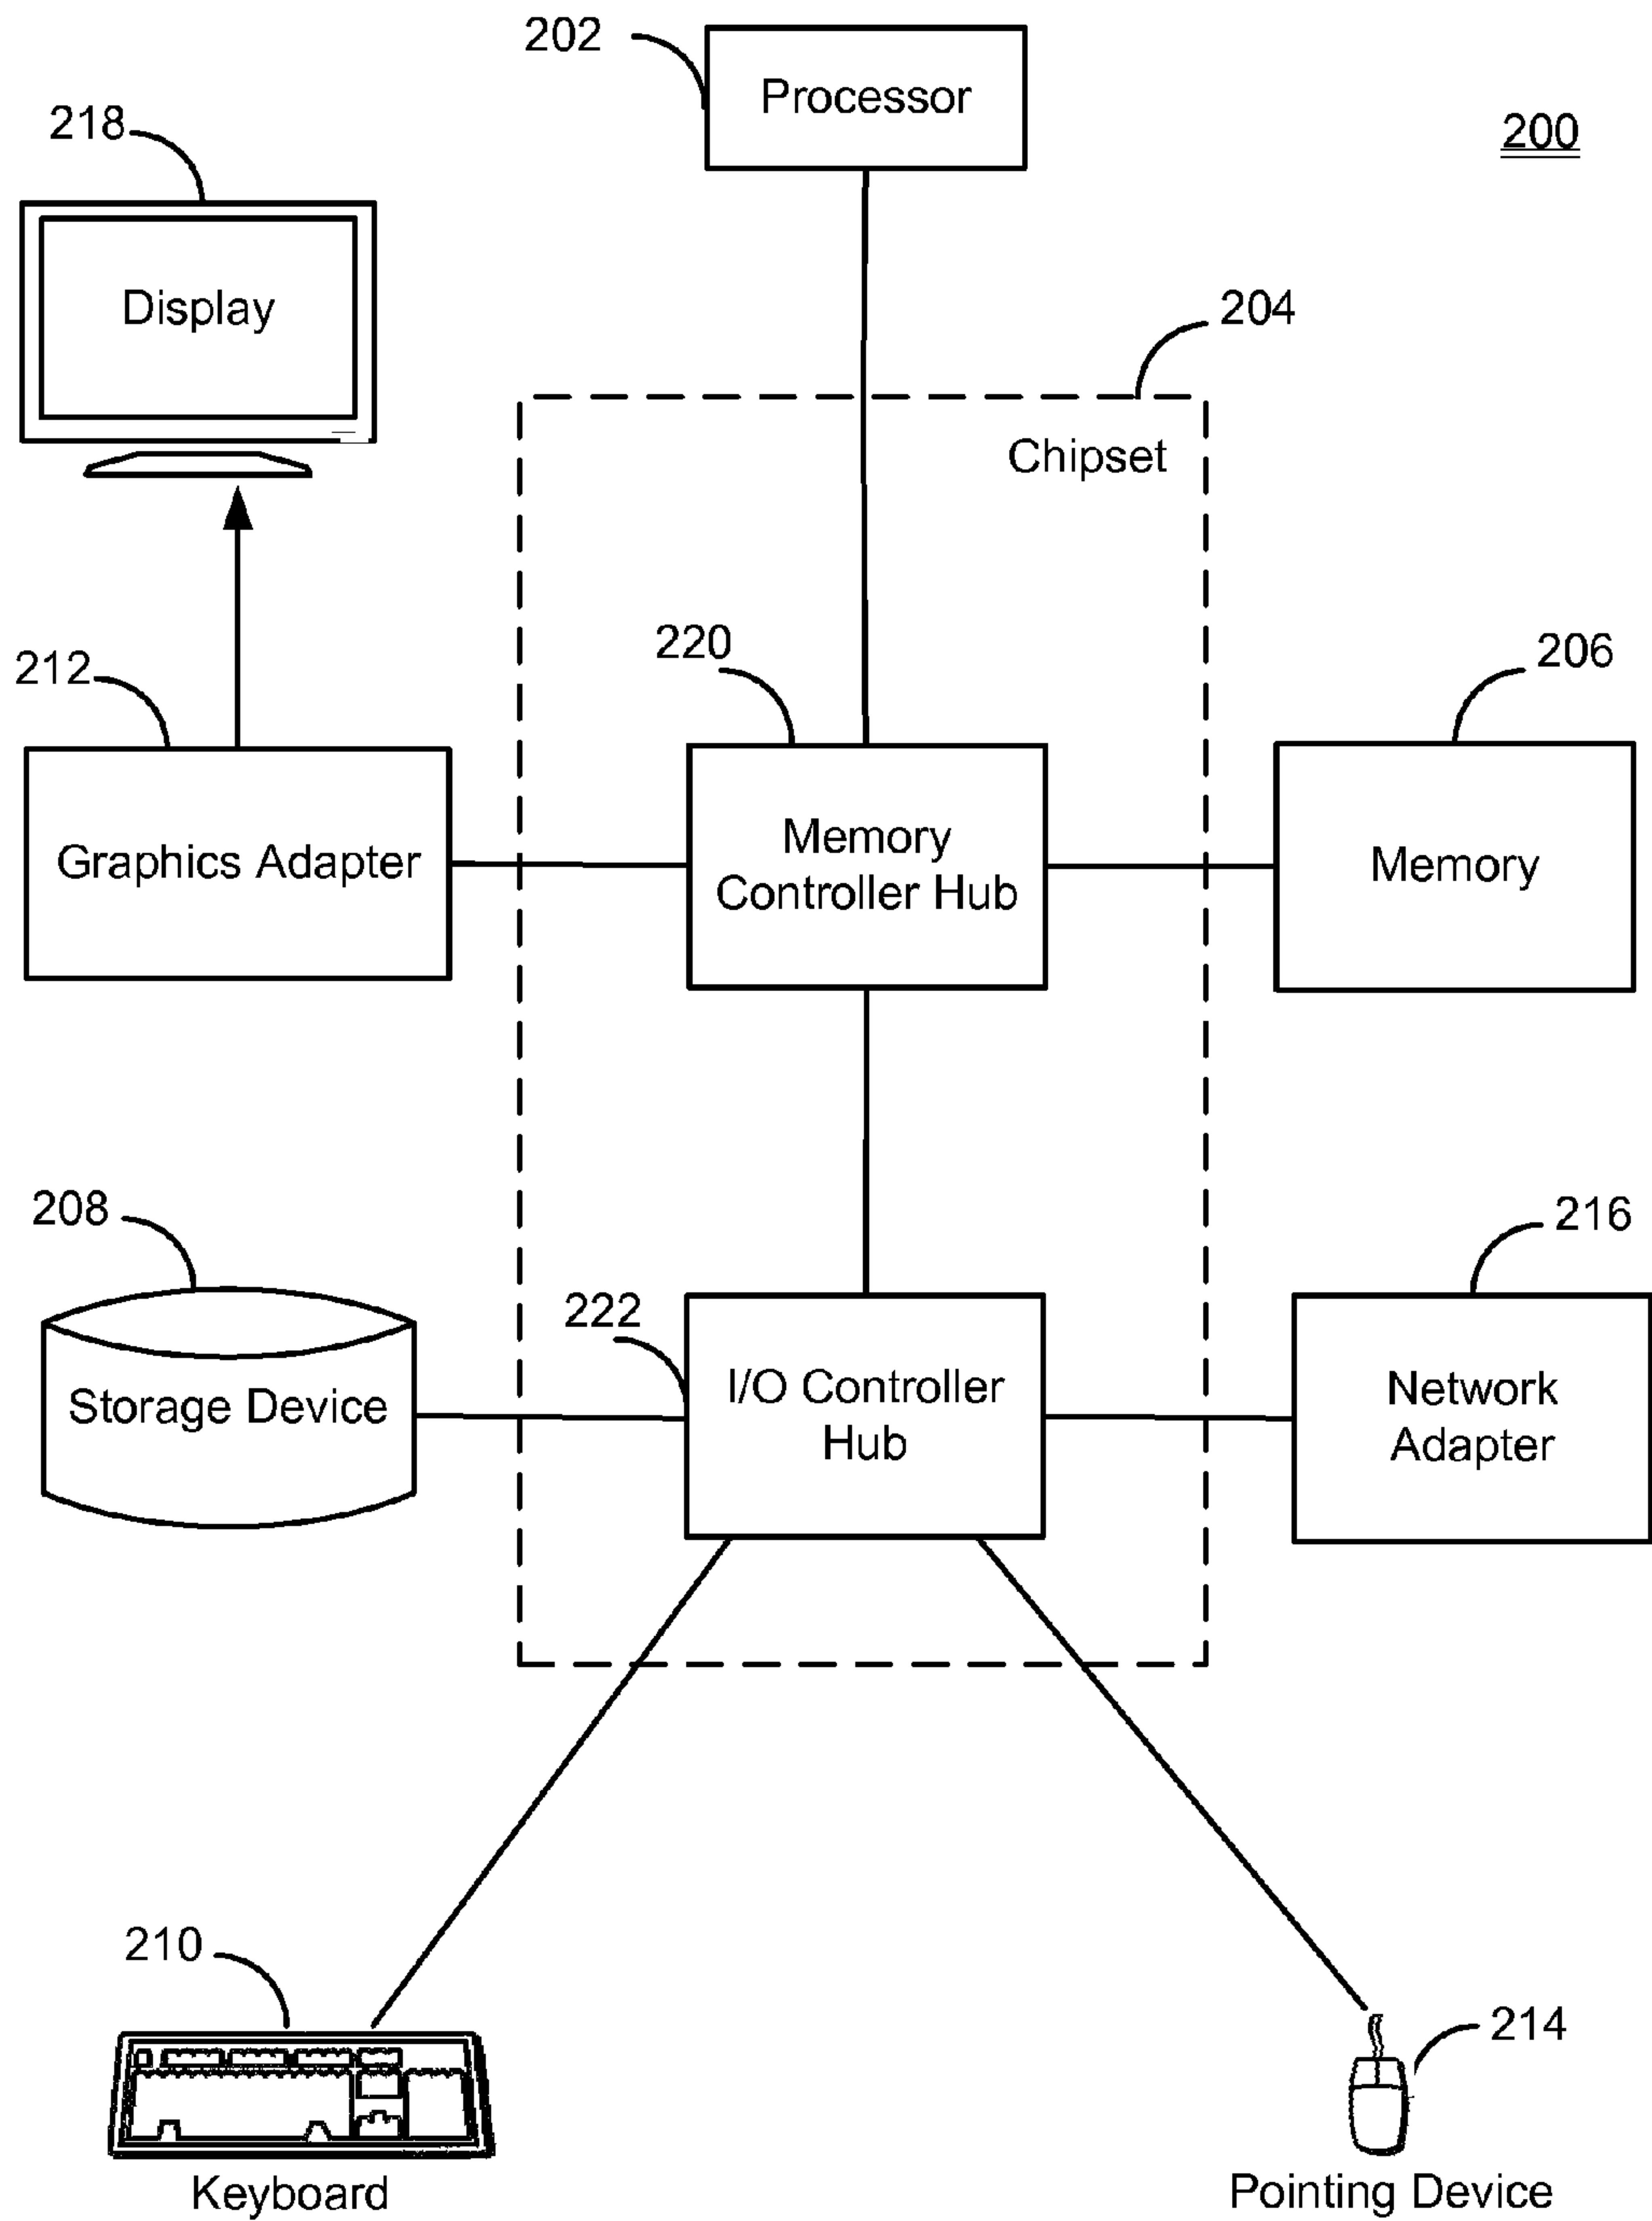 202
Processor
200
218
Display
204
Chipset
220
206
212
Memory
Controller Hub
Graphics Adapter
Memory
208
216
222
I/O Controller
Hub
Storage Device
Network
Adapter
210
214
Keyboard
Pointing Device